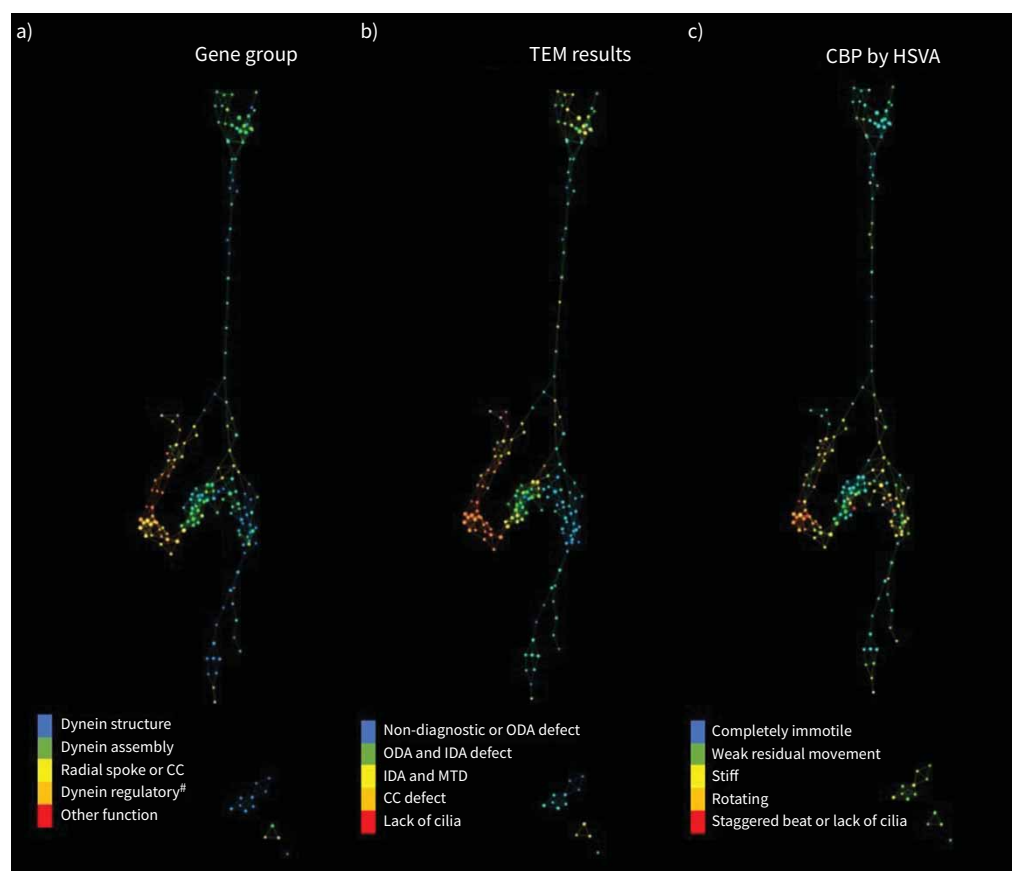 a)
Gene group
b)
TEM results
c)
CBP by HSVA
Dynein structure
Dynein assembly
Radial spoke or CC
Dynein regulatory#
Other function
Non-diagnostic or ODA defect
ODA and IDA defect
IDA and MTD
CC defect
Lack of cilia
Completely immotile
Weak residual movement
Stiff
Rotating
Staggered beat or lack of cilia